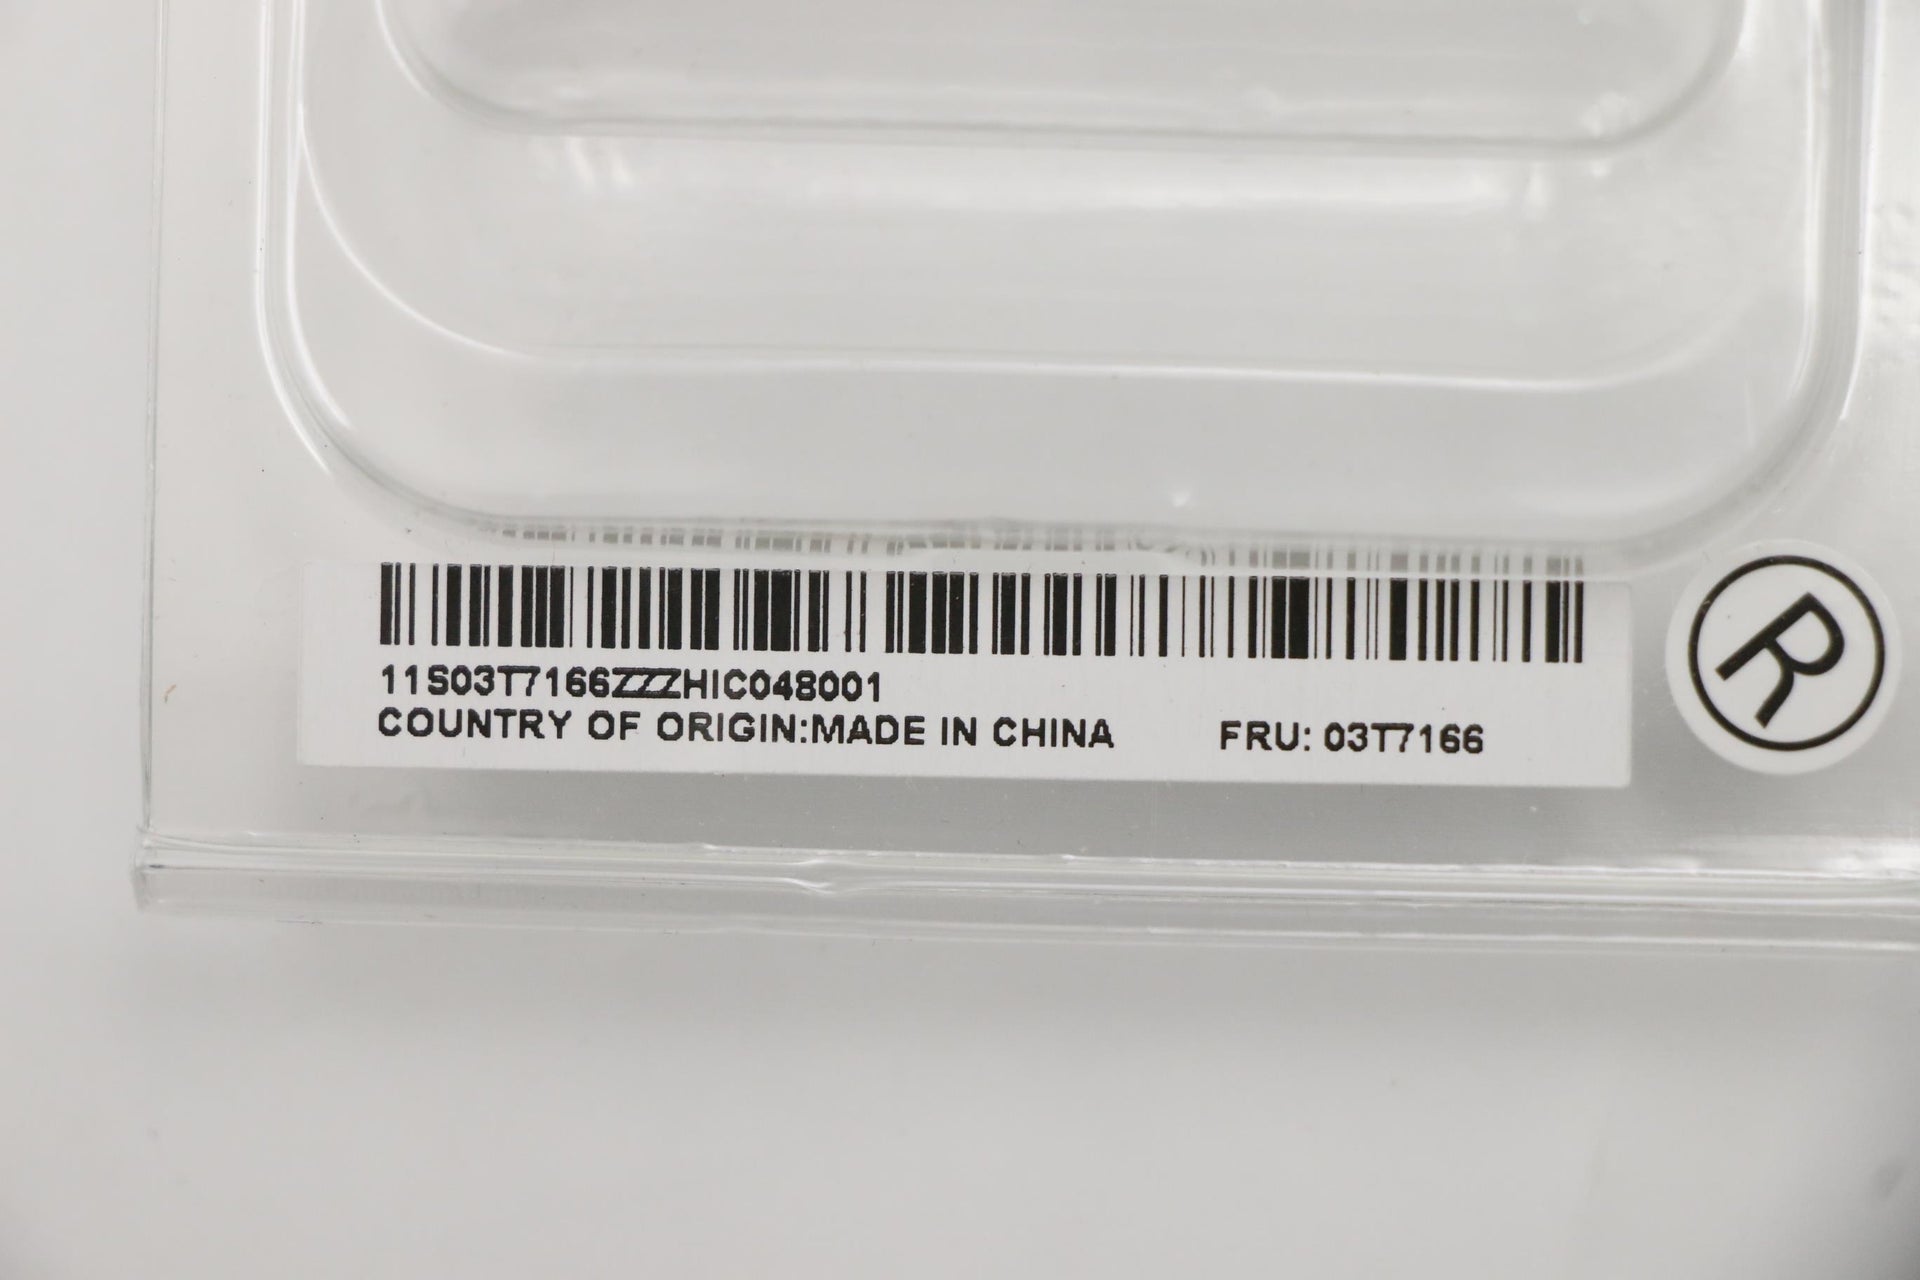 11S03T7166ZZZHIC048001
COUNTRY OF ORIGIN:MADE IN CHINA FRU: 03T7166
R